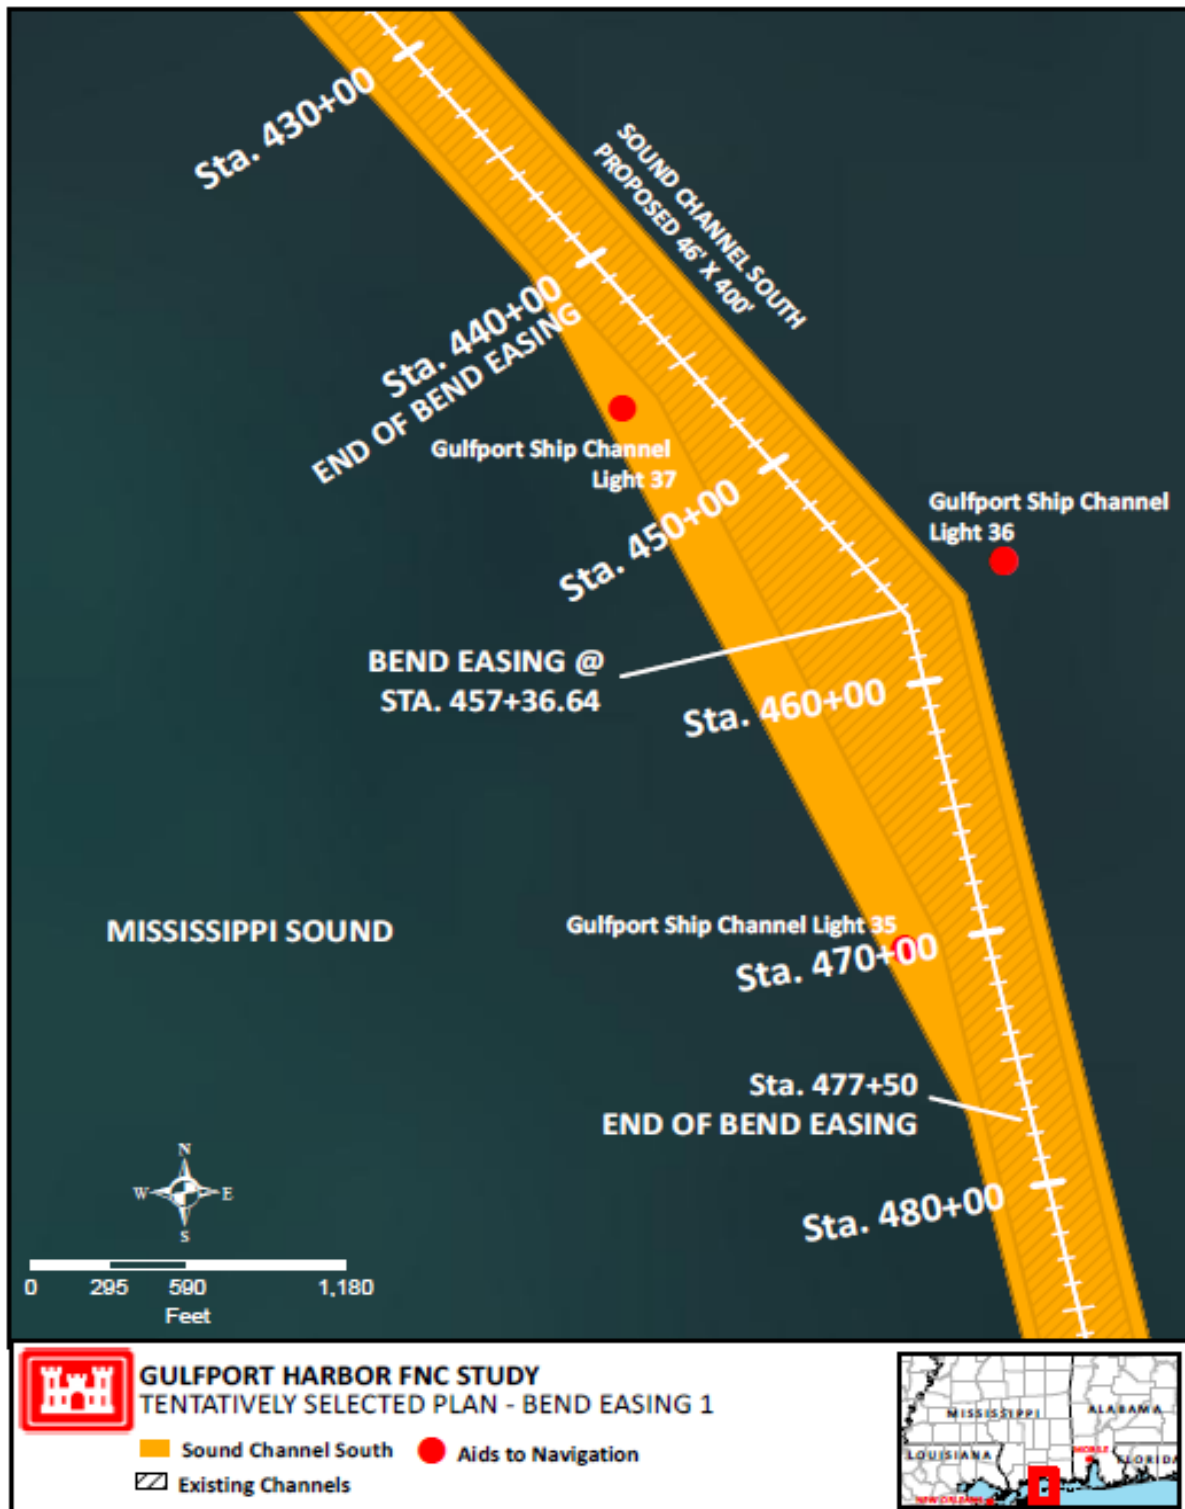 Sta. 430+00
SOUND CHANNEL SOUTH
PROPOSED 46' X 400'
Sta. 440+00
END OF BEND EASING
Gulfport Ship Channel
Light 37
Sta. 450+00
Gulfport Ship Channel
Light 36
BEND EASING @
STA. 457+36.64
Sta. 460+00
MISSISSIPPI SOUND
Gulfport Ship Channel Light 35
Sta. 470+00
Sta. 477+50
END OF BEND EASING
Sta. 480+00
N
W E
S
0 295 590 1,180
Feet
GULFPORT HARBOR FNC STUDY
TENTATIVELY SELECTED PLAN - BEND EASING 1
Sound Channel South
Aids to Navigation
Existing Channels
MISSISSIPPI
ALABAMA
LOUISIANA
MOBILE
FLORIDA
NEW ORLEANS